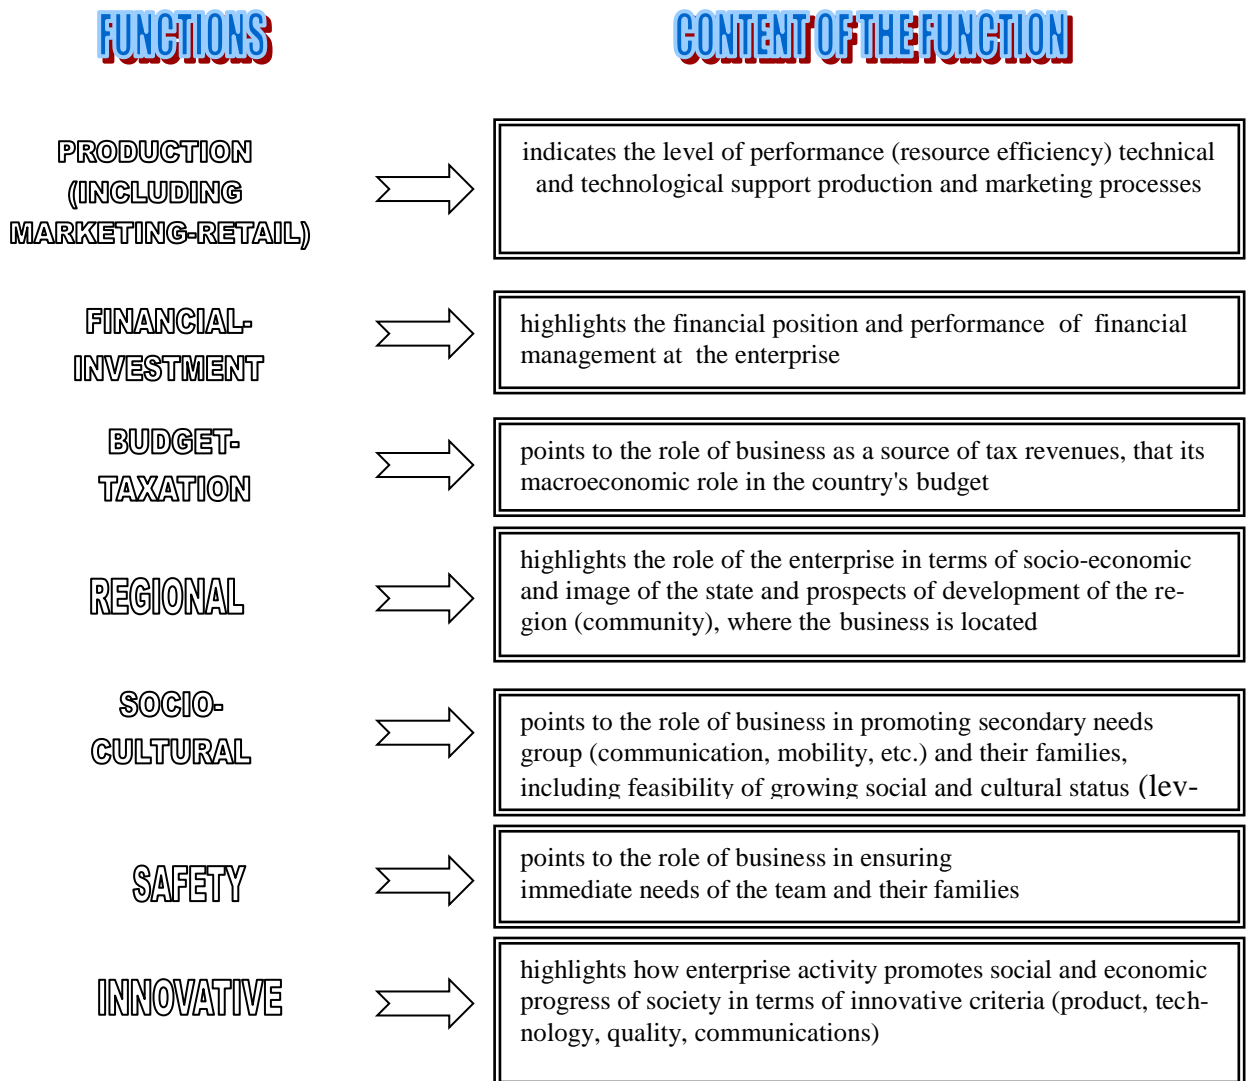 FUNCTIONS
CONTENT OF THE FUNCTION
PRODUCTION
(INCLUDING
MARKETING-RETAIL)
indicates the level of performance (resource efficiency) technical
and technological support production and marketing processes
FINANCIAL-
INVESTMENT
highlights the financial position and performance of financial
management at the enterprise
BUDGET-
TAXATION
points to the role of business as a source of tax revenues, that its
macroeconomic role in the country's budget
REGIONAL
highlights the role of the enterprise in terms of socio-economic
and image of the state and prospects of development of the re-
gion (community), where the business is located
SOCIO-
CULTURAL
points to the role of business in promoting secondary needs
group (communication, mobility, etc.) and their families,
including feasibility of growing social and cultural status (lev-
SAFETY
points to the role of business in ensuring
immediate needs of the team and their families
INNOVATIVE
highlights how enterprise activity promotes social and economic
progress of society in terms of innovative criteria (product, tech-
nology, quality, communications)